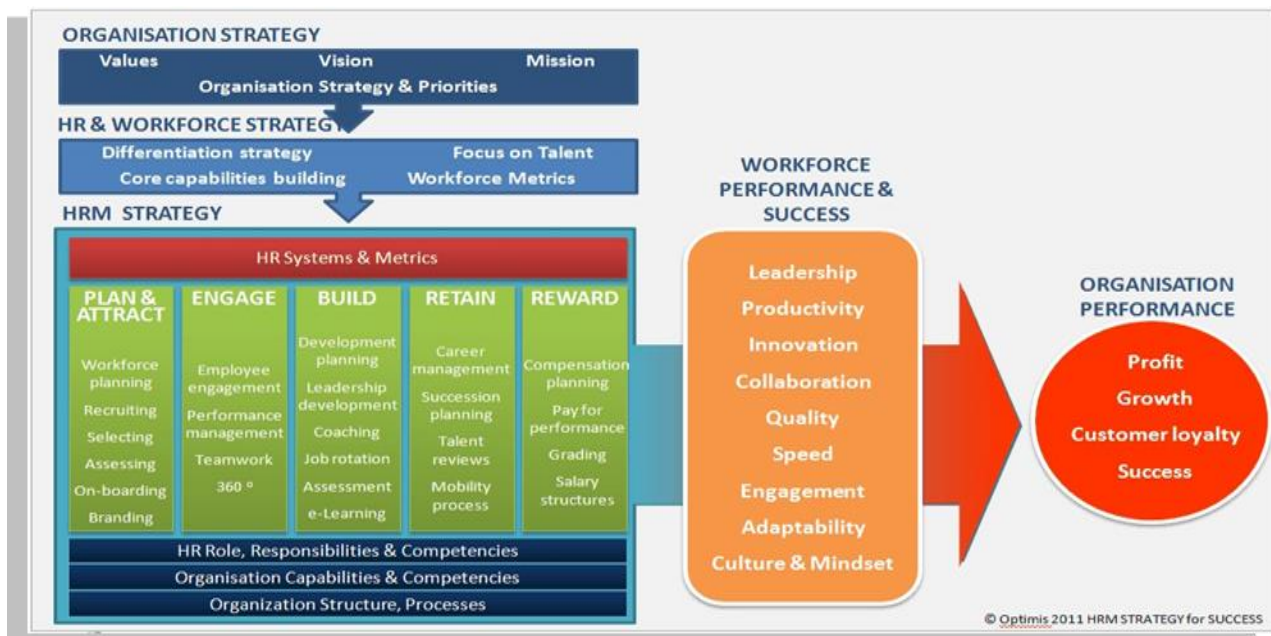 ORGANISATION STRATEGY
Values Vision Mission
Organisation Strategy & Priorities
HR & WORKFORCE STRATEGY
Differentiation strategy Focus on Talent
Core capabilities building Workforce Metrics
HRM STRATEGY
HR Systems & Metrics
PLAN &
ATTRACT
Workforce
planning
Recruiting
Selecting
Assessing
On-boarding
Branding
ENGAGE
Employee
engagement
Performance
management
Teamwork
360 º
BUILD
Development
planning
Leadership
development
Coaching
Job rotation
Assessment
e-Learning
RETAIN
Career
management
Succession
planning
Talent
reviews
Mobility
process
REWARD
Compensation
planning
Pay for
performance
Grading
Salary
structures
HR Role, Responsibilities & Competencies
Organisation Capabilities & Competencies
Organization Structure, Processes
WORKFORCE
PERFORMANCE &
SUCCESS
Leadership
Productivity
Innovation
Collaboration
Quality
Speed
Engagement
Adaptability
Culture & Mindset
ORGANISATION
PERFORMANCE
Profit
Growth
Customer loyalty
Success
© Optimis 2011 HRM STRATEGY for SUCCESS